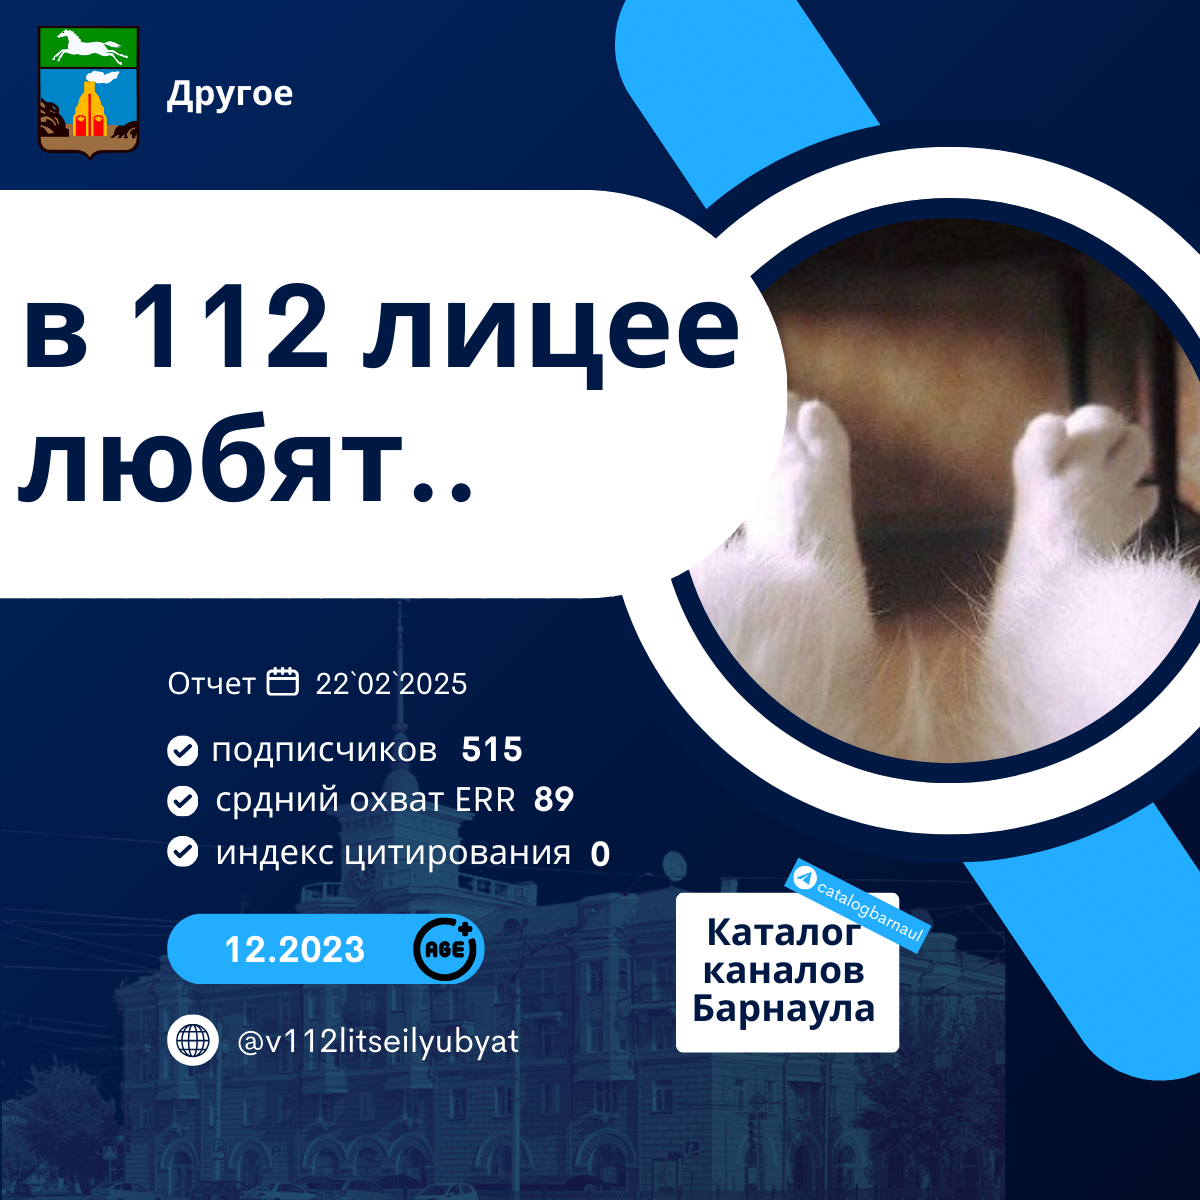 Другое
в 112 лицее
любят..
Отчет 22`02`2025
подписчиков 515
срдний охват ERR 89
индекс цитирования 0
12.2023 AGE+
@v112litseilyubyat
catalogbarnaul
Каталог
каналов
Барнаула